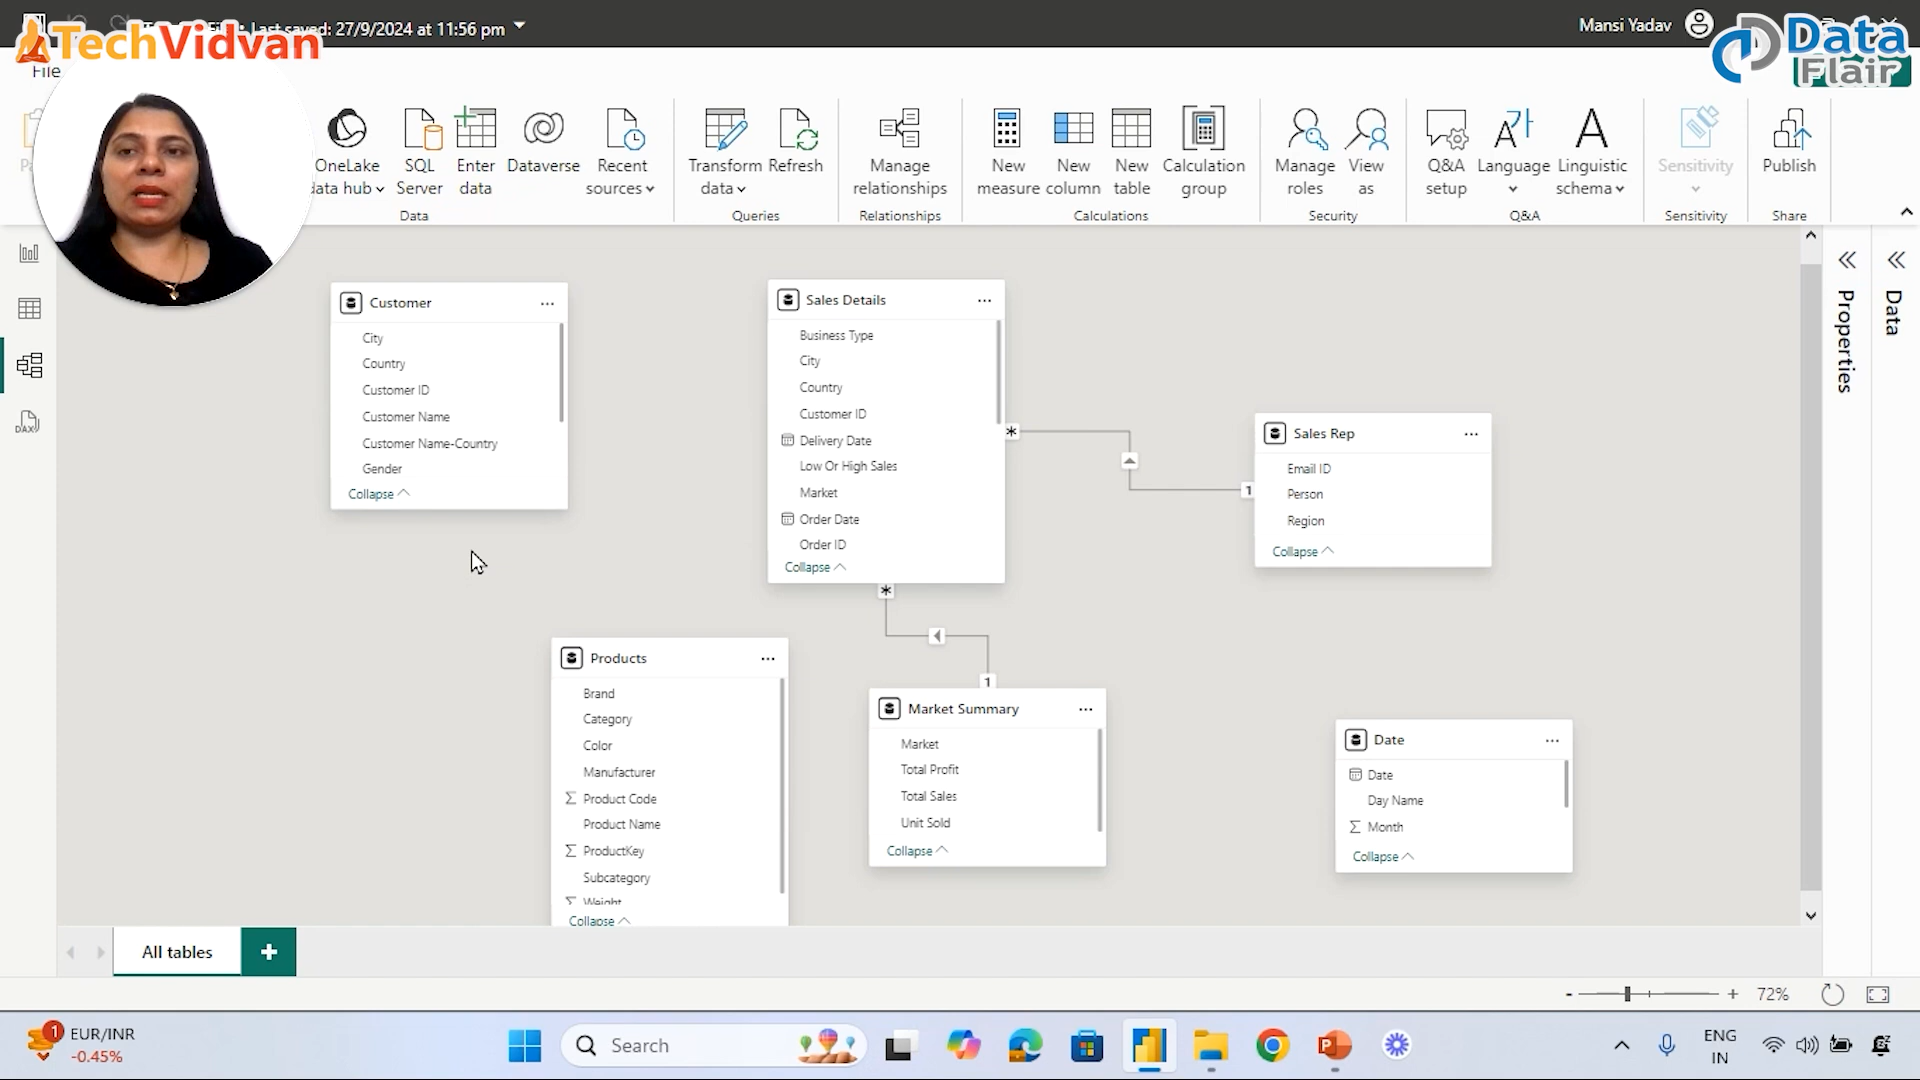 Last saved: 27/9/2024 at 11:56 pm
Mansi Yadav
TechVidvan
Data
Flair
File
OneLake
data hub
SQL
Server
Enter
data
Dataverse
Recent
sources
Data
Transform
data
Refresh
Queries
Manage
relationships
Relationships
New
measure
New
column
New
table
Calculation
group
Calculations
Manage
roles
View
as
Security
Q&A
setup
Language
Linguistic
schema
Q&A
Sensitivity
Sensitivity
Publish
Share
DAX
Customer
City
Country
Customer ID
Customer Name
Customer Name-Country
Gender
Collapse
Sales Details
Business Type
City
Country
Customer ID
Delivery Date
Low Or High Sales
Market
Order Date
Order ID
Collapse
*
1
Sales Rep
Email ID
Person
Region
Collapse
*
1
Products
Brand
Category
Color
Manufacturer
Product Code
Product Name
ProductKey
Subcategory
Weight
Collapse
Market Summary
Market
Total Profit
Total Sales
Unit Sold
Collapse
Date
Date
Day Name
Month
Collapse
Properties
Data
All tables
+
- + 72%
1
EUR/INR
-0.45%
Search
ENG
IN